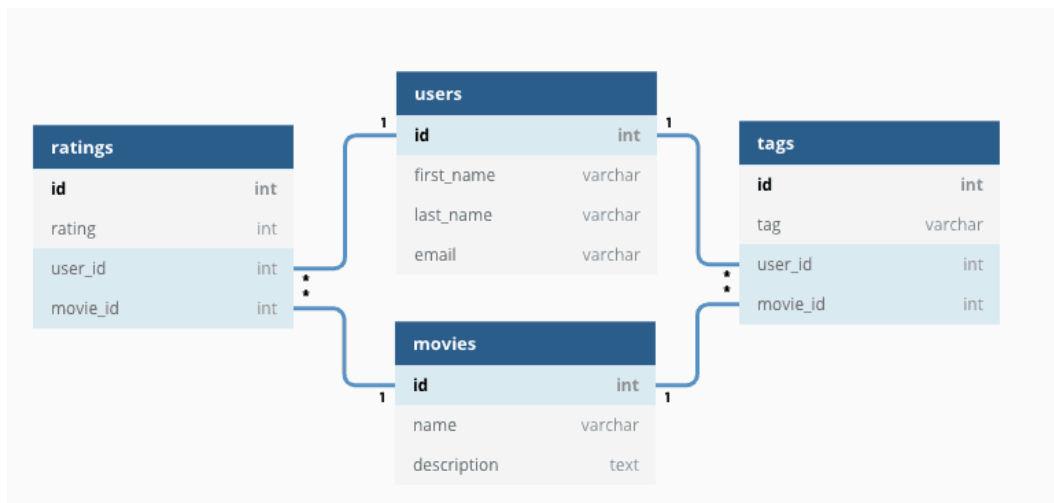 users
1
id int
1
first_name varchar
last_name varchar
email varchar
ratings
id int
rating int
user_id int
*
*
movie_id int
tags
id int
tag varchar
user_id int
*
*
movie_id int
movies
1
id int
1
name varchar
description text